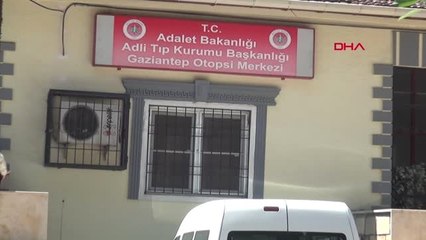 T.C.
Adalet Bakanlığı
Adli Tıp Kurumu Başkanlığı
Gaziantep Otopsi Merkezi
DHA